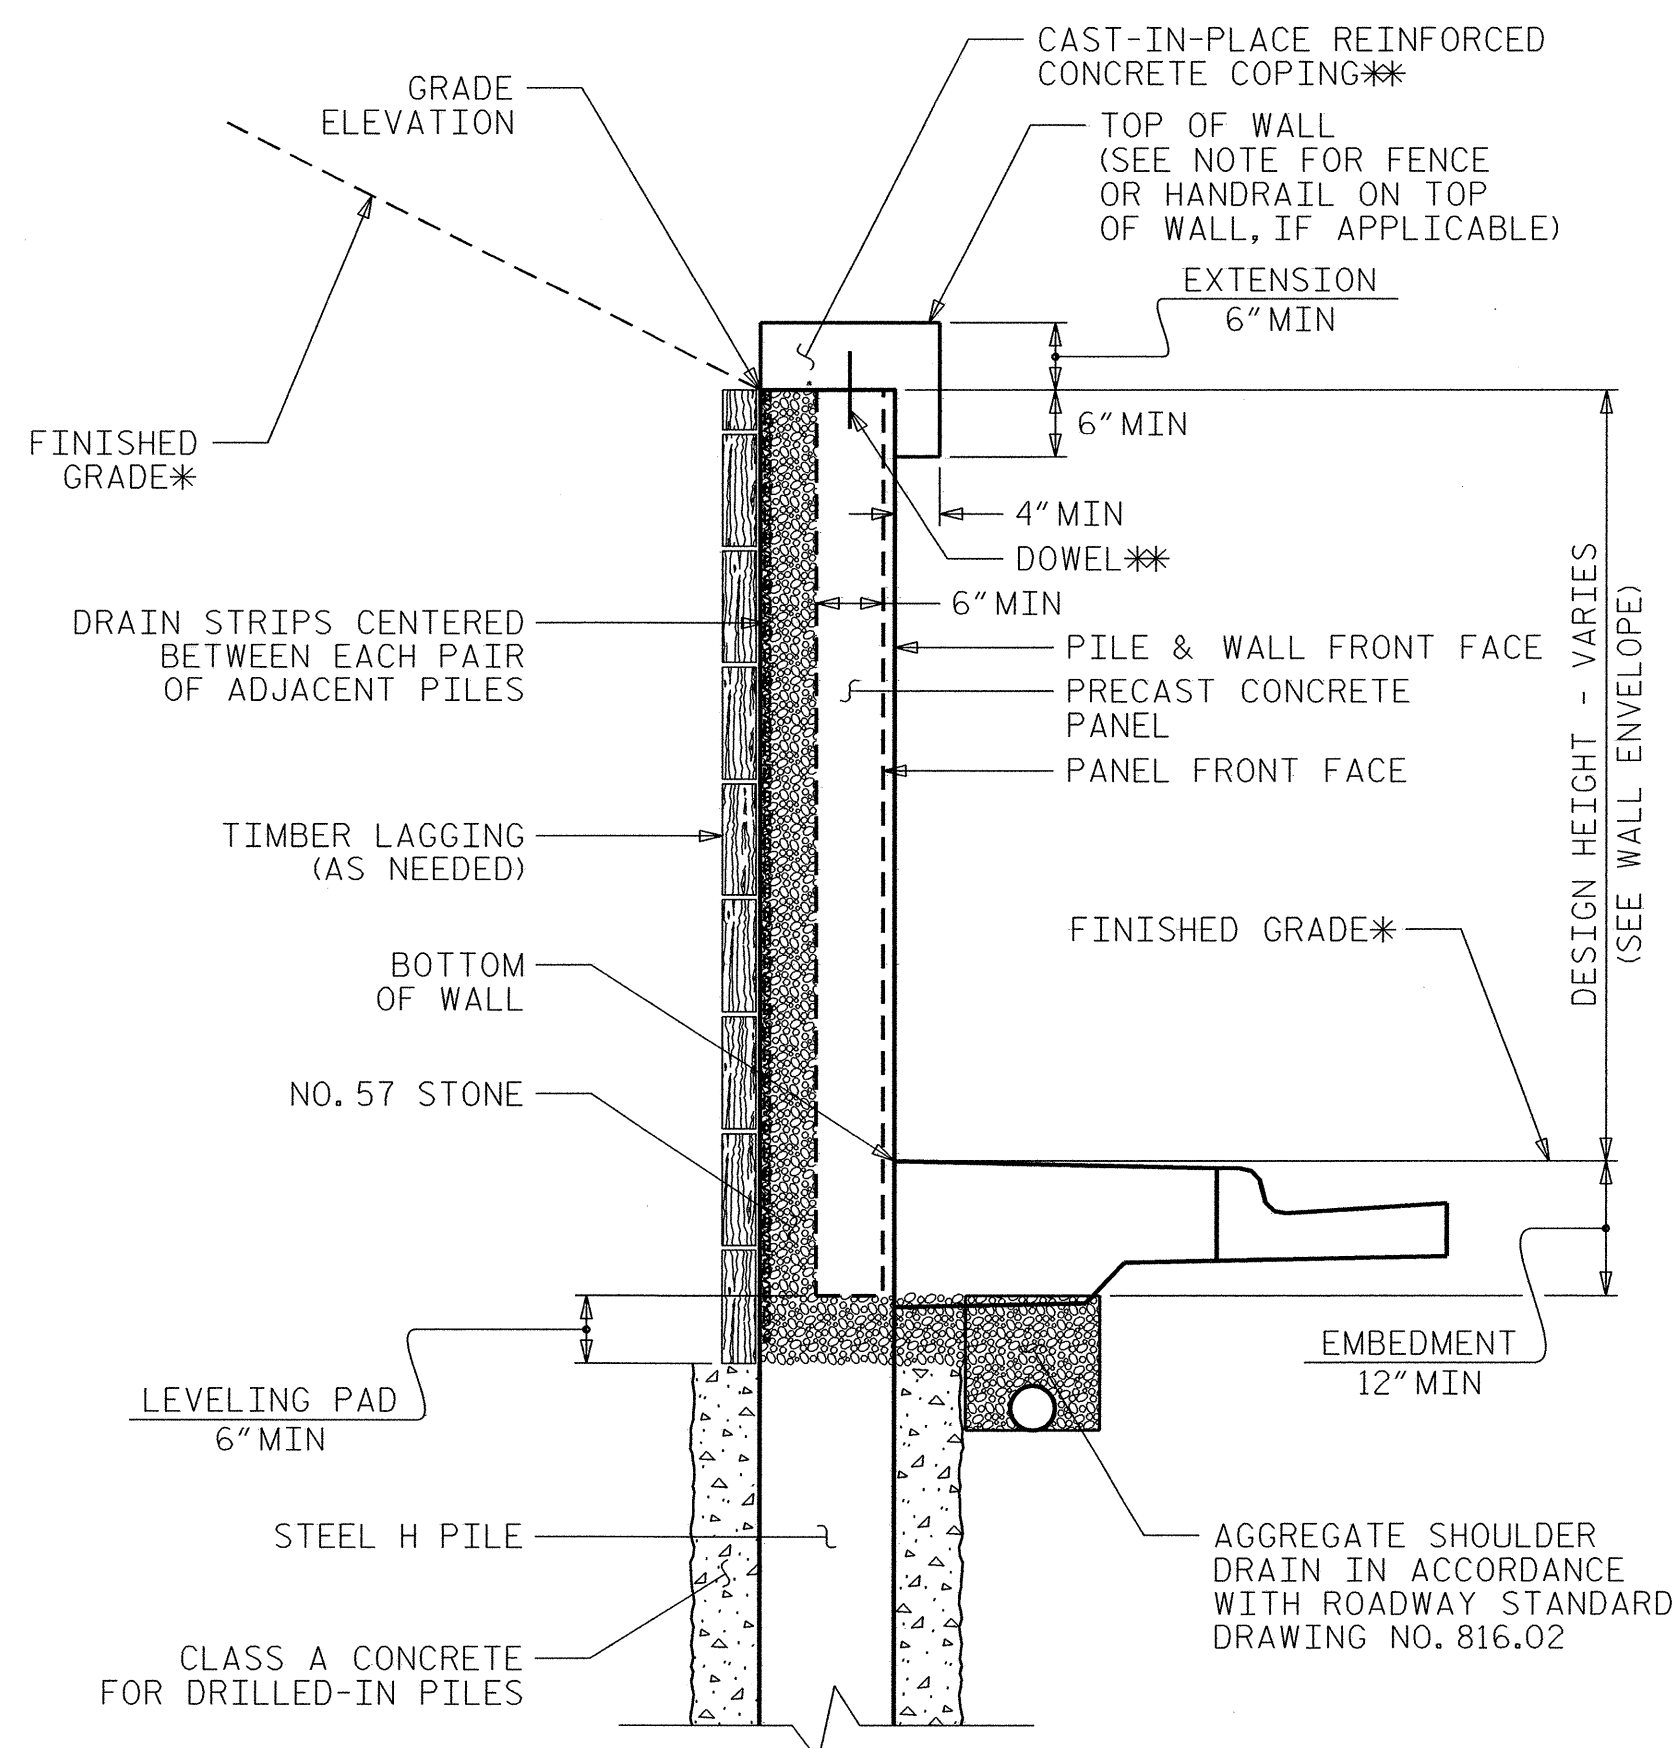 CAST-IN-PLACE REINFORCED
CONCRETE COPING**
GRADE
ELEVATION
TOP OF WALL
(SEE NOTE FOR FENCE
OR HANDRAIL ON TOP
OF WALL, IF APPLICABLE)
EXTENSION
6" MIN
6" MIN
FINISHED
GRADE*
4" MIN
DOWEL**
6" MIN
DRAIN STRIPS CENTERED
BETWEEN EACH PAIR
OF ADJACENT PILES
PILE & WALL FRONT FACE
PRECAST CONCRETE
PANEL
PANEL FRONT FACE
DESIGN HEIGHT - VARIES
(SEE WALL ENVELOPE)
TIMBER LAGGING
(AS NEEDED)
FINISHED GRADE*
BOTTOM
OF WALL
NO. 57 STONE
EMBEDMENT
12" MIN
LEVELING PAD
6" MIN
STEEL H PILE
AGGREGATE SHOULDER
DRAIN IN ACCORDANCE
WITH ROADWAY STANDARD
DRAWING NO. 816.02
CLASS A CONCRETE
FOR DRILLED-IN PILES